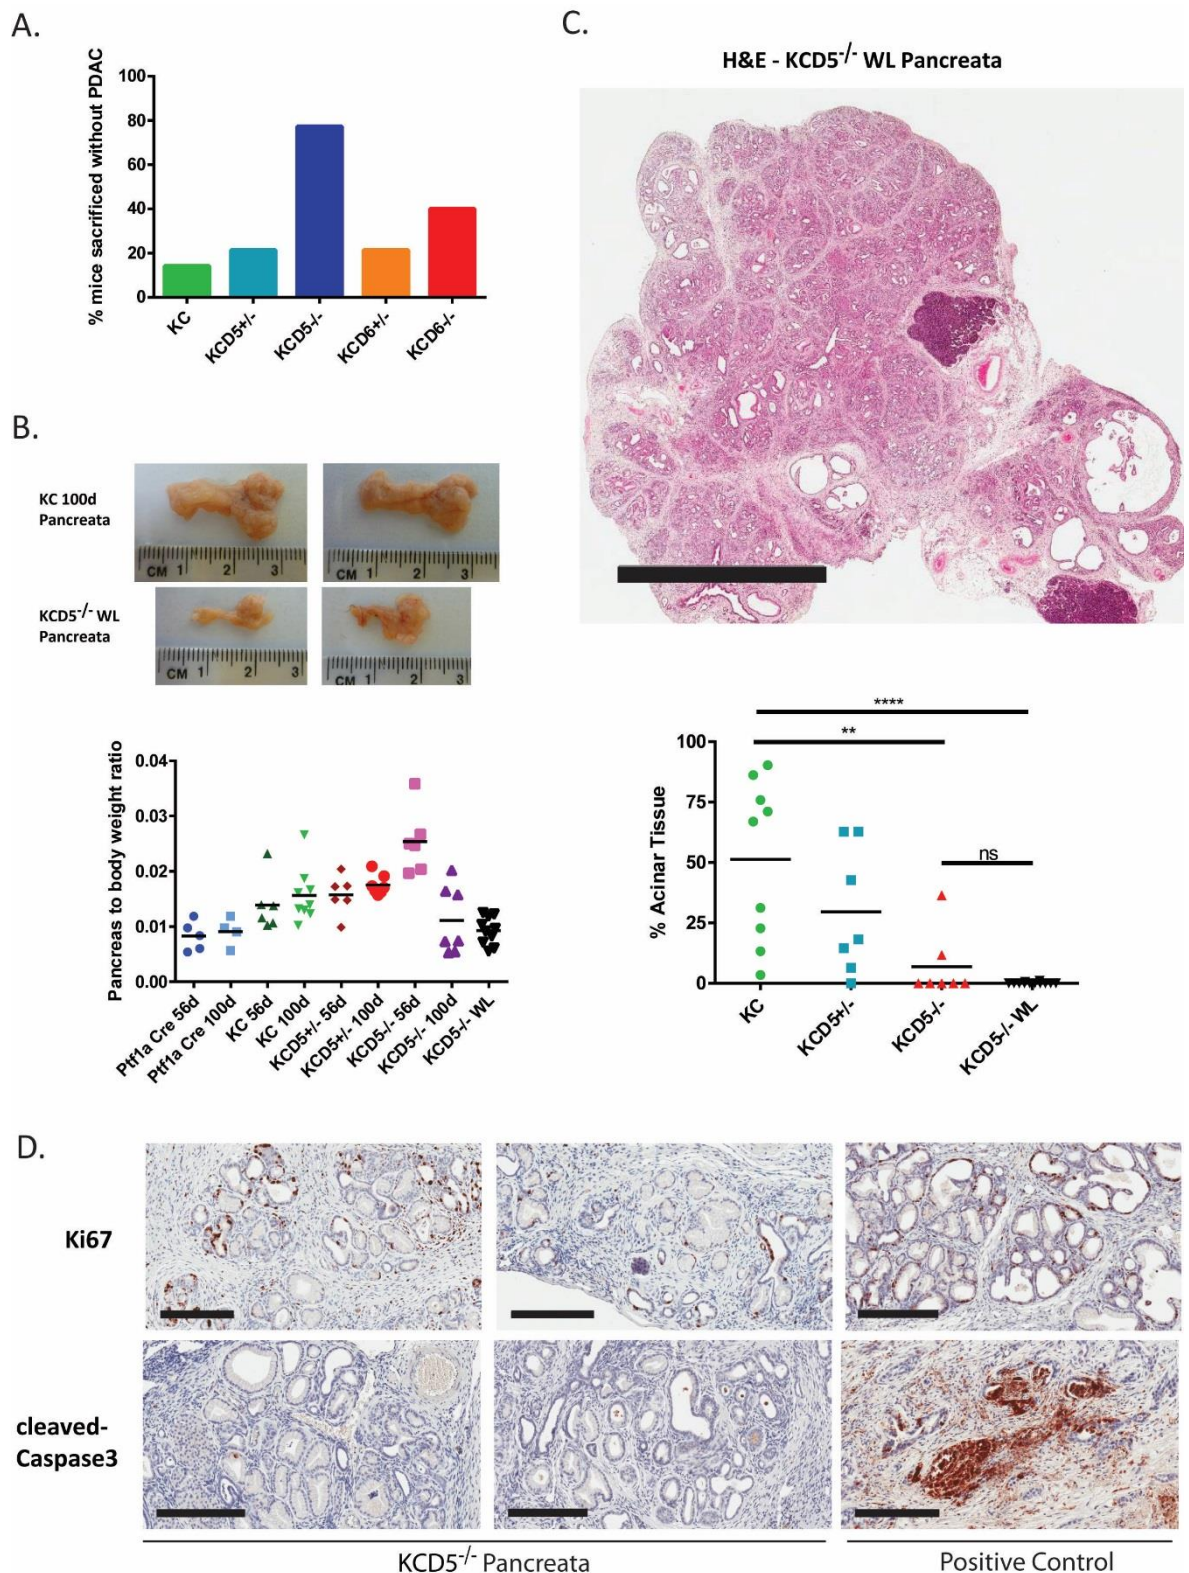 A.
% mice sacrificed without PDAC
100
80
60
40
20
0
KC
KCD5+/-
KCD5-/-
KCD6+/-
KCD6-/-
B.
KC 100d
Pancreata
CM 1 2 3
CM 1 2 3
KCD5-/- WL
Pancreata
CM 1 2 3
CM 1 2 3
Pancreas to body weight ratio
0.04
0.03
0.02
0.01
0.00
Ptf1a Cre 56d
Ptf1a Cre 100d
KC 56d
KC 100d
KCD5+/- 56d
KCD5+/- 100d
KCD5-/- 56d
KCD5-/- 100d
KCD5-/- WL
C.
H&E - KCD5-/- WL Pancreata
****
**
ns
% Acinar Tissue
100
75
50
25
0
KC
KCD5+/-
KCD5-/-
KCD5-/- WL
D.
Ki67
cleaved-
Caspase3
KCD5-/- Pancreata
Positive Control